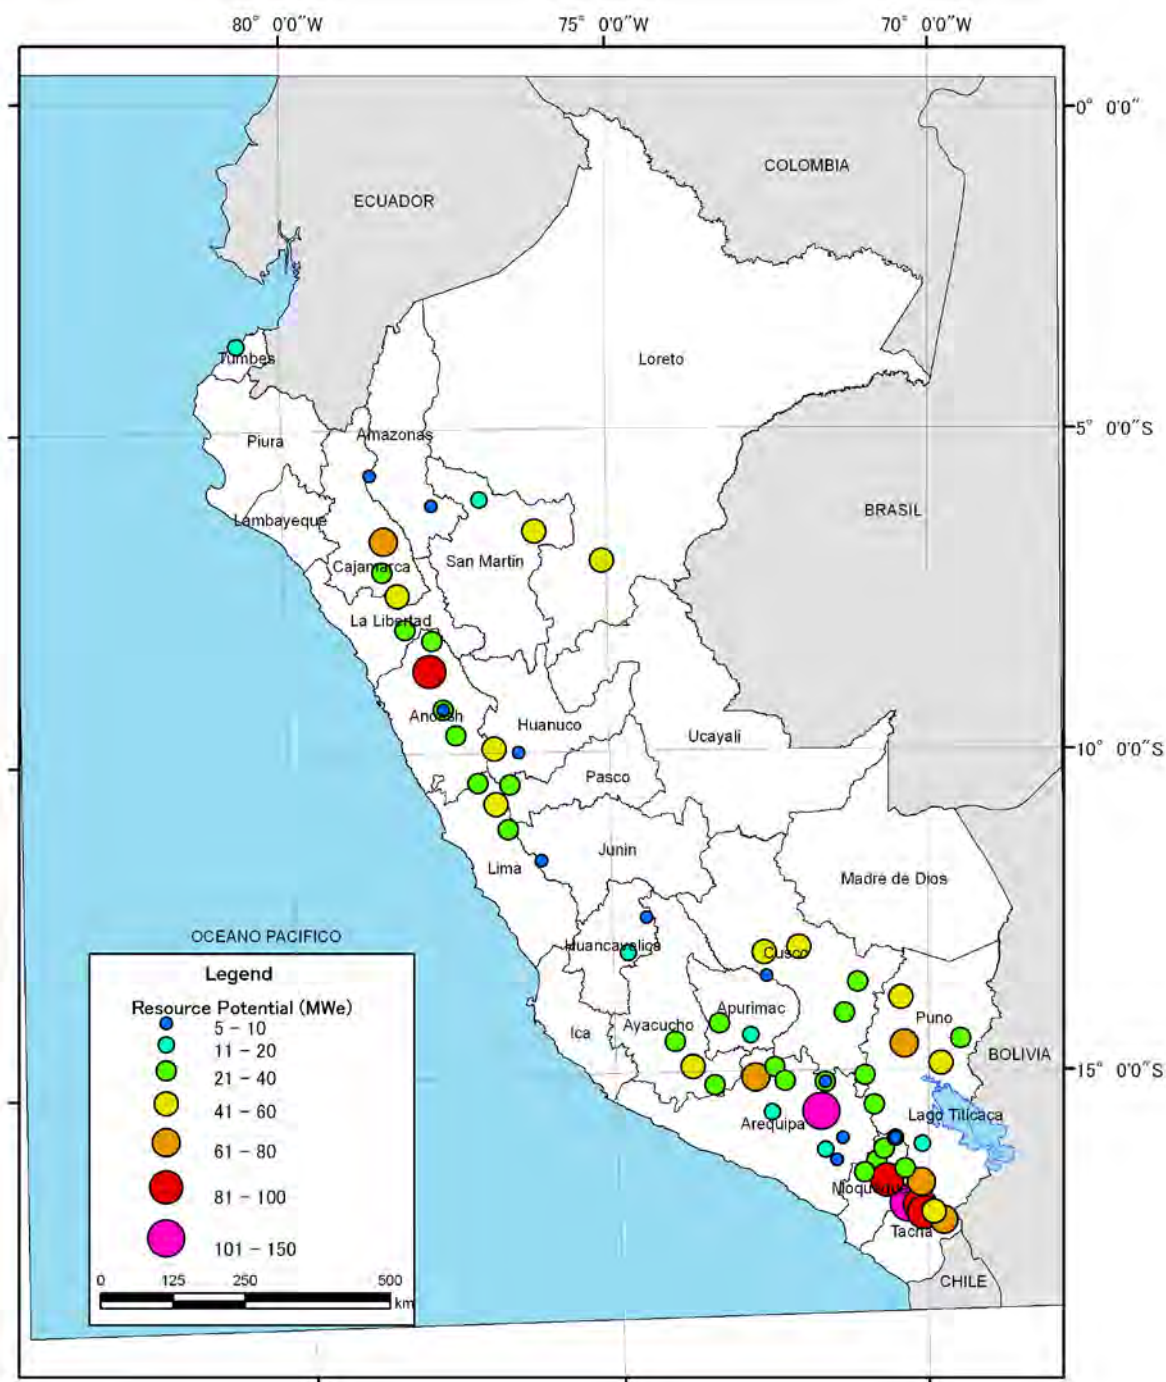 80° 0'0"W 75° 0'0"W 70° 0'0"W
0° 0'0"
COLOMBIA
ECUADOR
Tumbes
Loreto
5° 0'0"S
Amazonas
Piura
BRASIL
Lambayeque
San Martin
Cajamarca
La Libertad
Ancash
Huanuco
Ucayali
10° 0'0"S
Pasco
Junin
Lima
Madre de Dios
OCEANO PACIFICO
Huancavelica
Cusco
Apurimac
Puno
Ica
Ayacucho
BOLIVIA
15° 0'0"S
Lago Titicaca
Arequipa
Moquegua
Tacna
CHILE
Legend
Resource Potential (MWe)
5 - 10
11 - 20
21 - 40
41 - 60
61 - 80
81 - 100
101 - 150
0 125 250 500
km